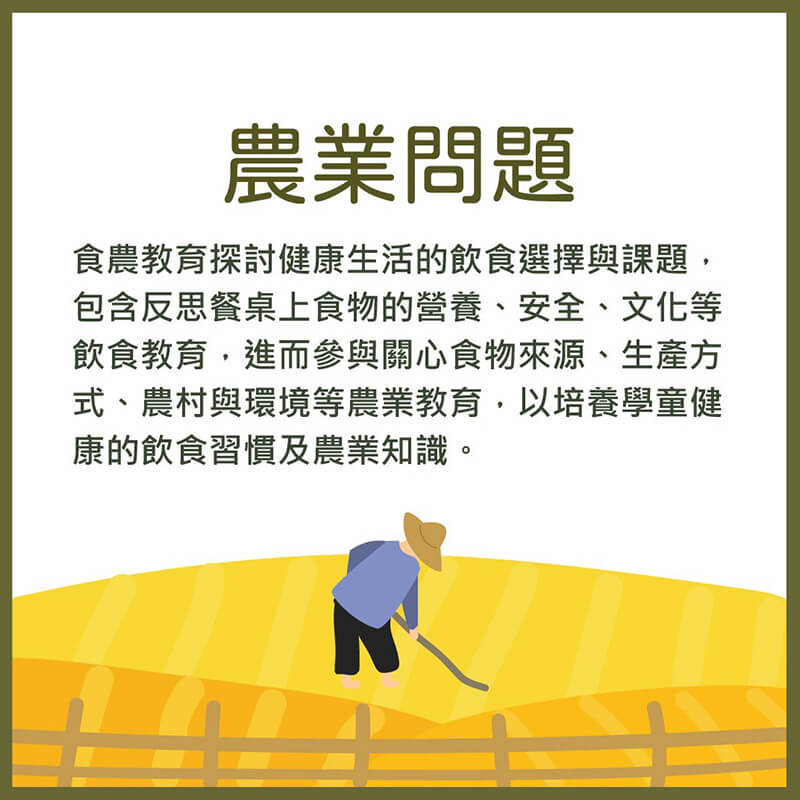 農業問題
食農教育探討健康生活的飲食選擇與課題，
包含反思餐桌上食物的營養、安全、文化等
飲食教育，進而參與關心食物來源、生產方
式、農村與環境等農業教育，以培養學童健
康的飲食習慣及農業知識。